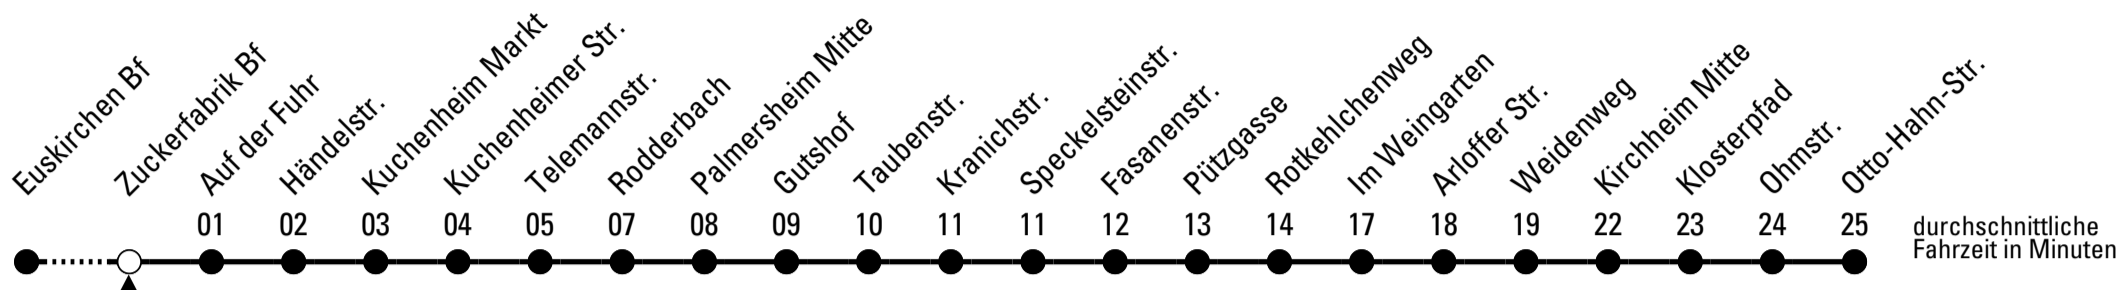 Euskirchen Bf
Zuckerfabrik Bf
Auf der Fuhr
Händelstr.
Kuchenheim Markt
Kuchenheimer Str.
Telemannstr.
Rodderbach
Palmersheim Mitte
Gutshof
Taubenstr.
Kranichstr.
Speckelsteinstr.
Fasanenstr.
Pützgasse
Rotkehlchenweg
Im Weingarten
Arloffer Str.
Weidenweg
Kirchheim Mitte
Klosterpfad
Ohmstr.
Otto-Hahn-Str.
01 02 03 04 05 07 08 09 10 11 11 12 13 14 17 18 19 22 23 24 25
durchschnittliche
Fahrzeit in Minuten